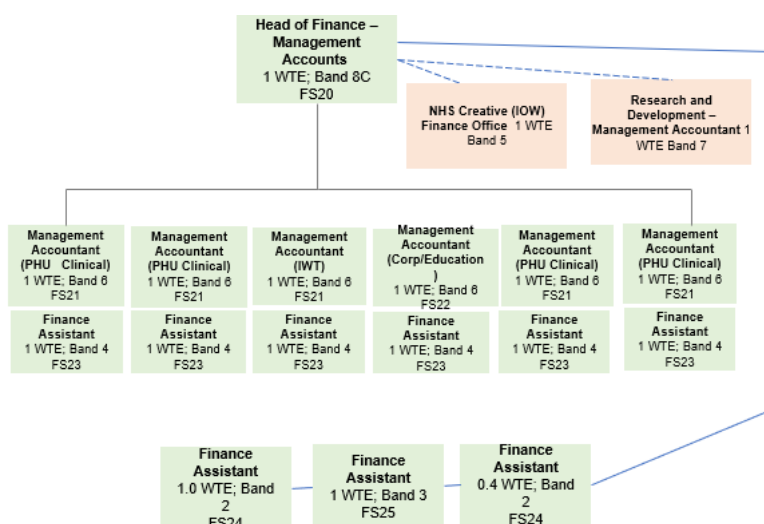 Head of Finance –
Management
Accounts
1 WTE; Band 8C
FS20
NHS Creative (IOW)
Finance Office 1 WTE
Band 5
Research and
Development –
Management Accountant 1
WTE Band 7
Management
Accountant
(PHU Clinical)
1 WTE; Band 6
FS21
Management
Accountant
(PHU Clinical)
1 WTE; Band 6
FS21
Management
Accountant
(IWT)
1 WTE; Band 6
FS21
Management
Accountant
(Corp/Education
)
1 WTE; Band 6
FS22
Management
Accountant
(PHU Clinical)
1 WTE; Band 6
FS21
Management
Accountant
(PHU Clinical)
1 WTE; Band 6
FS21
Finance
Assistant
1 WTE; Band 4
FS23
Finance
Assistant
1 WTE; Band 4
FS23
Finance
Assistant
1 WTE; Band 4
FS23
Finance
Assistant
1 WTE; Band 4
FS23
Finance
Assistant
1 WTE; Band 4
FS23
Finance
Assistant
1 WTE; Band 4
FS23
Finance
Assistant
1.0 WTE; Band
2
FS24
Finance
Assistant
1 WTE; Band 3
FS25
Finance
Assistant
0.4 WTE; Band
2
FS24